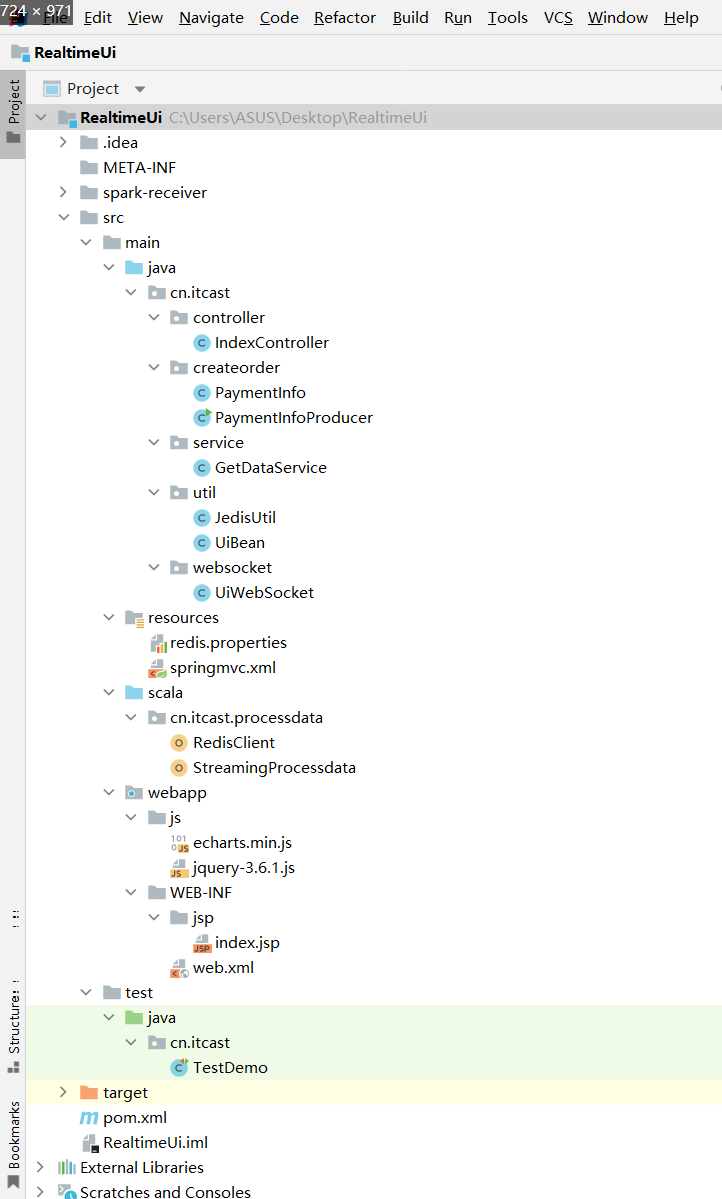 724 × 971
File Edit View Navigate Code Refactor Build Run Tools VCS Window Help
RealtimeUi
Project
Project
RealtimeUi C:\Users\ASUS\Desktop\RealtimeUi
.idea
META-INF
spark-receiver
src
main
java
cn.itcast
controller
IndexController
createorder
PaymentInfo
PaymentInfoProducer
service
GetDataService
util
JedisUtil
UiBean
websocket
UiWebSocket
resources
redis.properties
springmvc.xml
scala
cn.itcast.processdata
RedisClient
StreamingProcessdata
webapp
js
echarts.min.js
jquery-3.6.1.js
WEB-INF
jsp
index.jsp
web.xml
test
java
cn.itcast
TestDemo
target
pom.xml
RealtimeUi.iml
External Libraries
Scratches and Consoles
Structure
Bookmarks